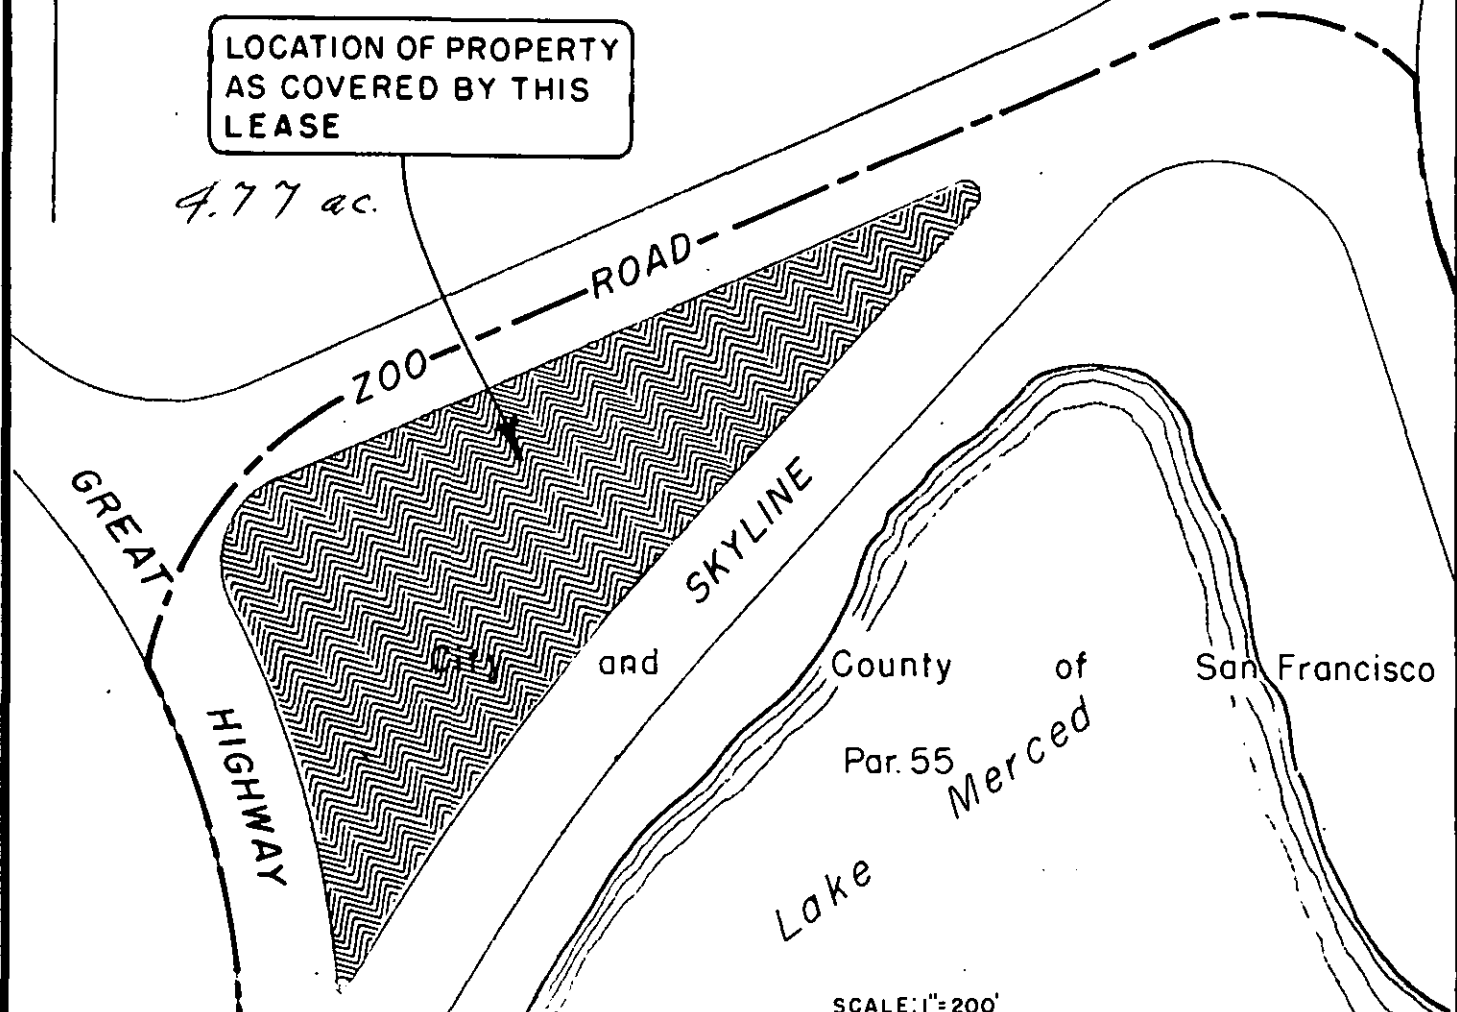 LOCATION OF PROPERTY
AS COVERED BY THIS
LEASE
4.77 ac.
ZOO ROAD
GREAT HIGHWAY
SKYLINE
City and County of San Francisco
Par. 55
Lake Merced
SCALE: 1"=200'